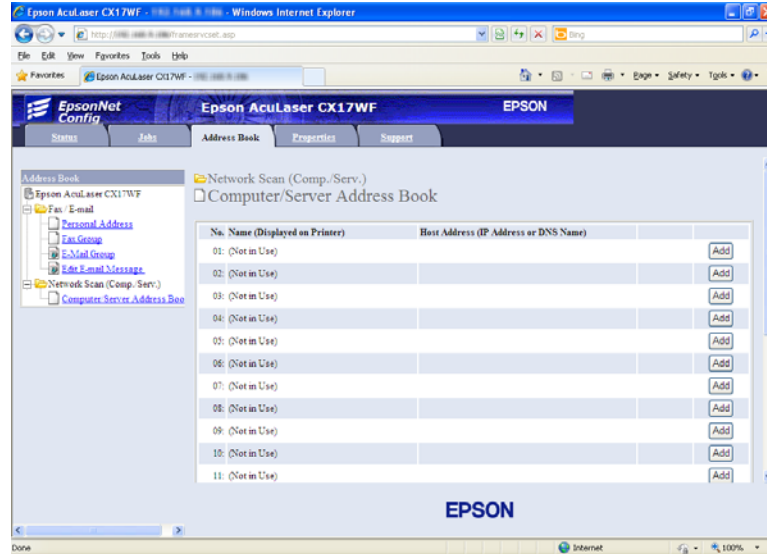 Epson AcuLaser CX17WF - - Windows Internet Explorer
http:// framesrvcset.asp
Bing
File Edit View Favorites Tools Help
Favorites Epson AcuLaser CX17WF -
Page Safety Tools
EpsonNet Config
Epson AcuLaser CX17WF
EPSON
Status Jobs Address Book Properties Support
Address Book
Epson AcuLaser CX17WF
Fax / E-mail
Personal Address
Fax Group
E-Mail Group
Edit E-mail Message
Network Scan (Comp./Serv.)
Computer Server Address Boo
Network Scan (Comp./Serv.)
Computer/Server Address Book
No. Name (Displayed on Printer) Host Address (IP Address or DNS Name)
01: (Not in Use) Add
02: (Not in Use) Add
03: (Not in Use) Add
04: (Not in Use) Add
05: (Not in Use) Add
06: (Not in Use) Add
07: (Not in Use) Add
08: (Not in Use) Add
09: (Not in Use) Add
10: (Not in Use) Add
11: (Not in Use) Add
EPSON
Done Internet 100%